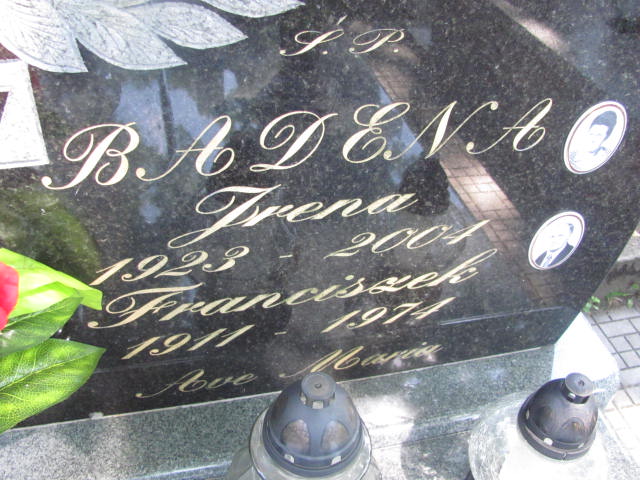 Ś. P.
BADENA
Irena
1923 - 2004
Franciszek
1911 - 1974
Ave Maria